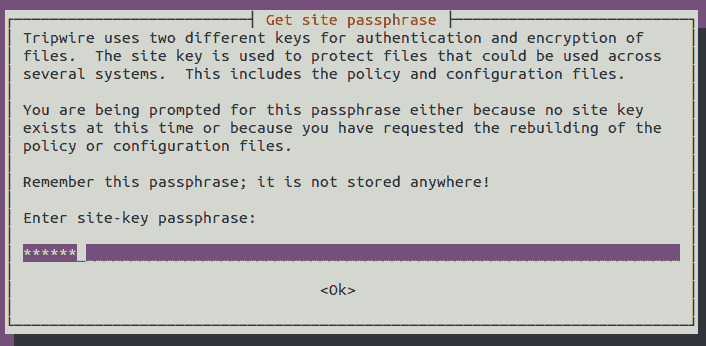 Get site passphrase
Tripwire uses two different keys for authentication and encryption of
files.  The site key is used to protect files that could be used across
several systems.  This includes the policy and configuration files.
You are being prompted for this passphrase either because no site key
exists at this time or because you have requested the rebuilding of the
policy or configuration files.
Remember this passphrase; it is not stored anywhere!
Enter site-key passphrase:
******_
<Ok>